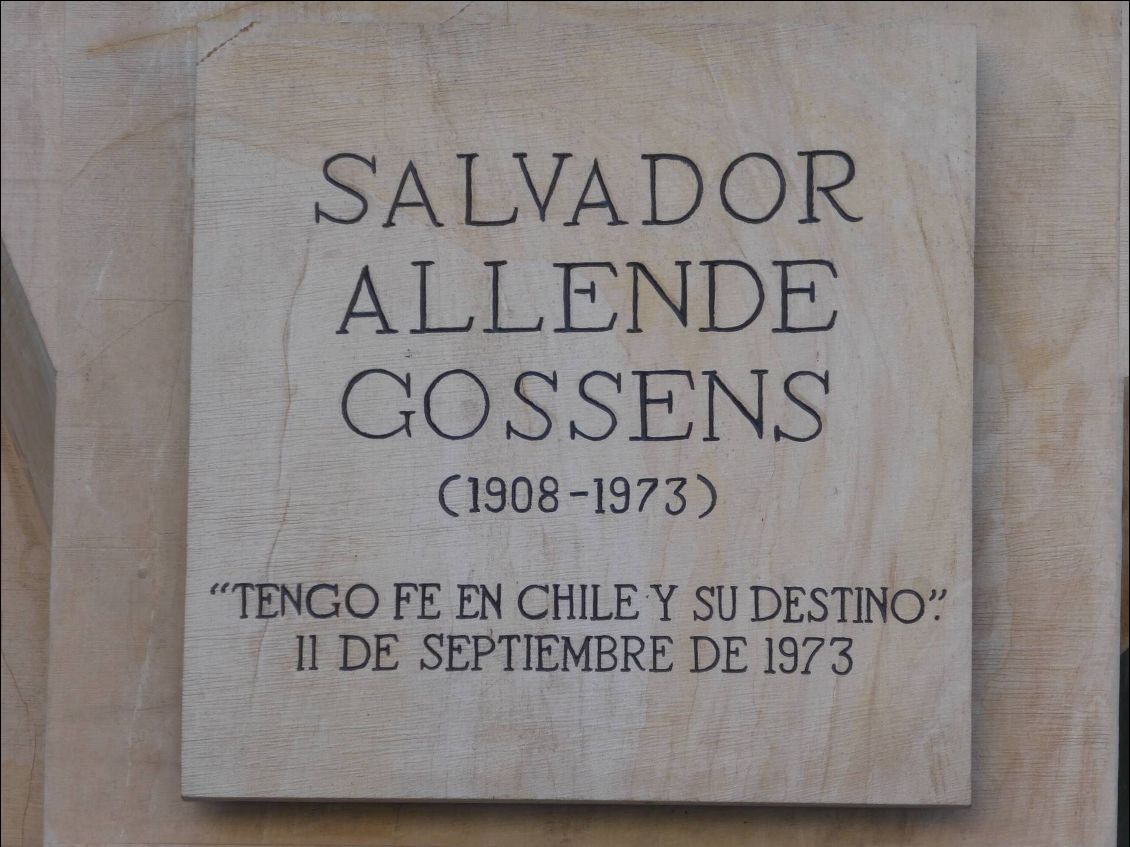 SALVADOR
ALLENDE
GOSSENS
(1908-1973)
“TENGO FE EN CHILE Y SU DESTINO”.
11 DE SEPTIEMBRE DE 1973